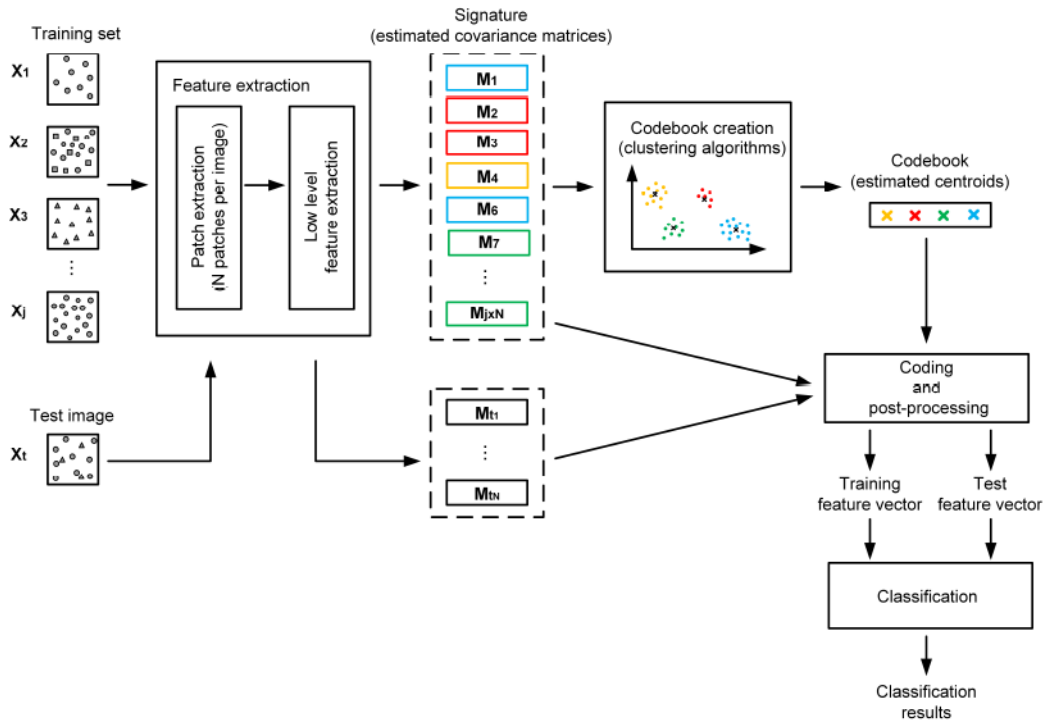 Training set
X1
X2
X3
⋮
Xj
Test image
Xt
Feature extraction
Patch extraction
(N patches per image)
Low level
feature extraction
Signature
(estimated covariance matrices)
M1
M2
M3
M4
M6
M7
⋮
MjxN
Mt1
⋮
MtN
Codebook creation
(clustering algorithms)
Codebook
(estimated centroids)
Coding
and
post-processing
Training
feature vector
Test
feature vector
Classification
Classification
results